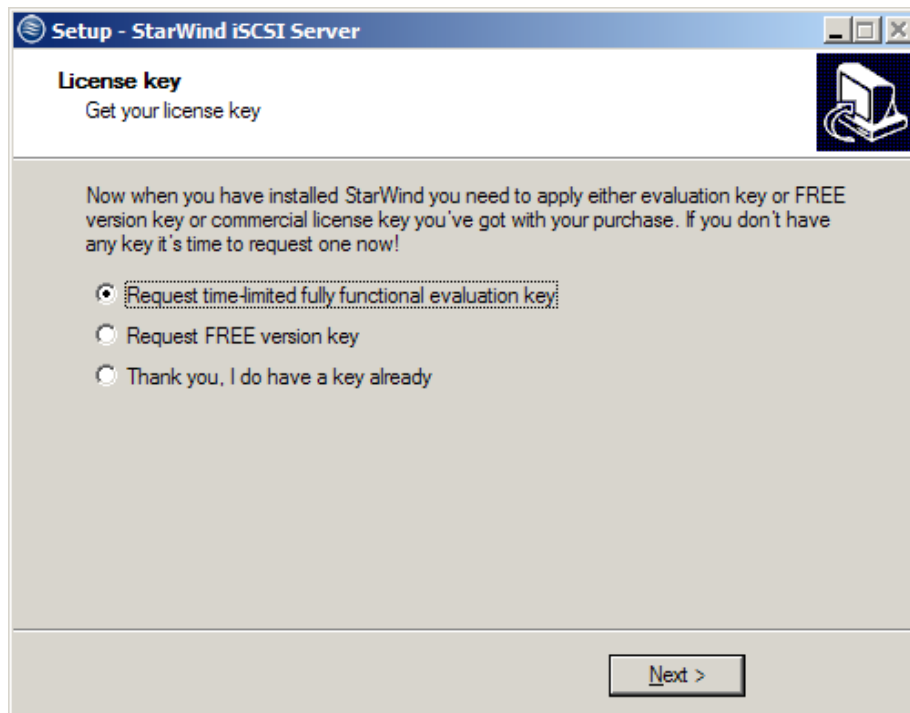 Setup - StarWind iSCSI Server
License key
Get your license key
Now when you have installed StarWind you need to apply either evaluation key or FREE
version key or commercial license key you've got with your purchase. If you don't have
any key it's time to request one now!
Request time-limited fully functional evaluation key
Request FREE version key
Thank you, I do have a key already
Next >